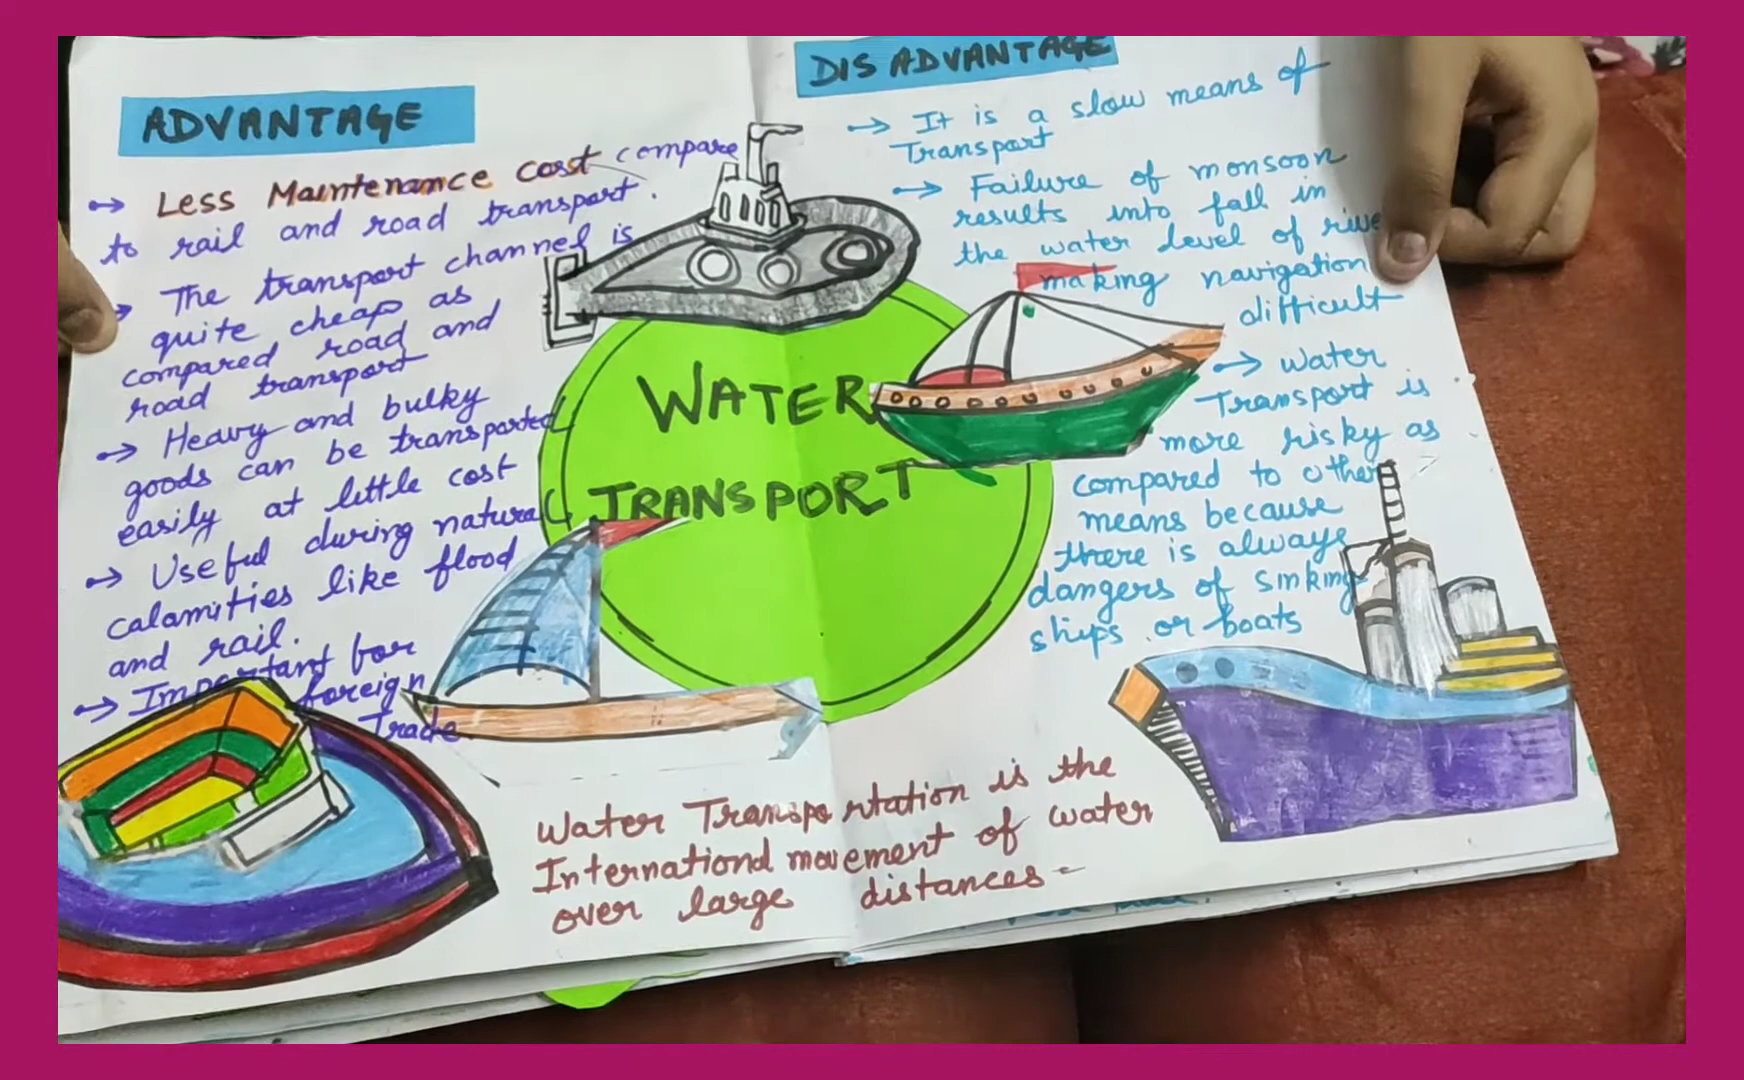 ADVANTAGE
→ Less Maintenance cost compare
to rail and road transport.
→ The transport channel is
quite cheap as
compared road and
road transport
→ Heavy and bulky
goods can be transported
easily at little cost
→ Useful during natural
calamities like flood
and rail.
→ Important for
foreign
Trade
WATER
TRANSPORT
DISADVANTAGE
→ It is a slow means of
Transport
→ Failure of monsoon
results into fall in
the water level of rive
making navigation
difficult
→ Water
Transport is
more risky as
compared to other
means because
there is always
dangers of sinking
ships or boats
Water Transportation is the
International movement of water
over large distances-